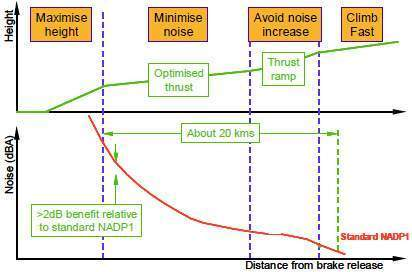 Maximise
height
Minimise
noise
Avoid noise
increase
Climb
Fast
Height
Optimised
thrust
Thrust
ramp
About 20 kms
Noise (dBA)
>2dB benefit relative
to standard NADP1
Standard NADP1
Distance from brake release